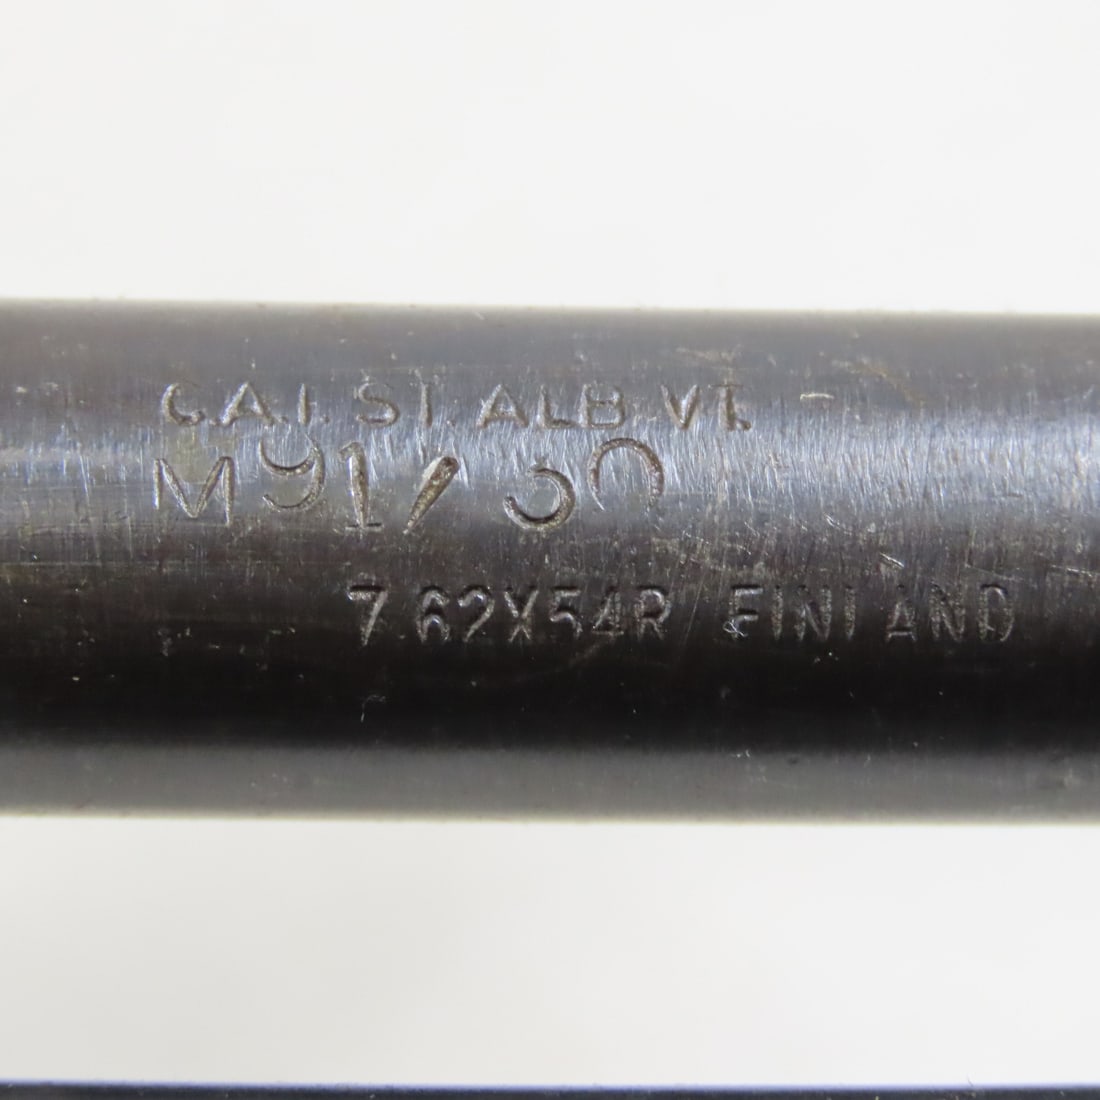 C.A.I. ST. ALB VT.
M91/30
7 62X54R FINLAND